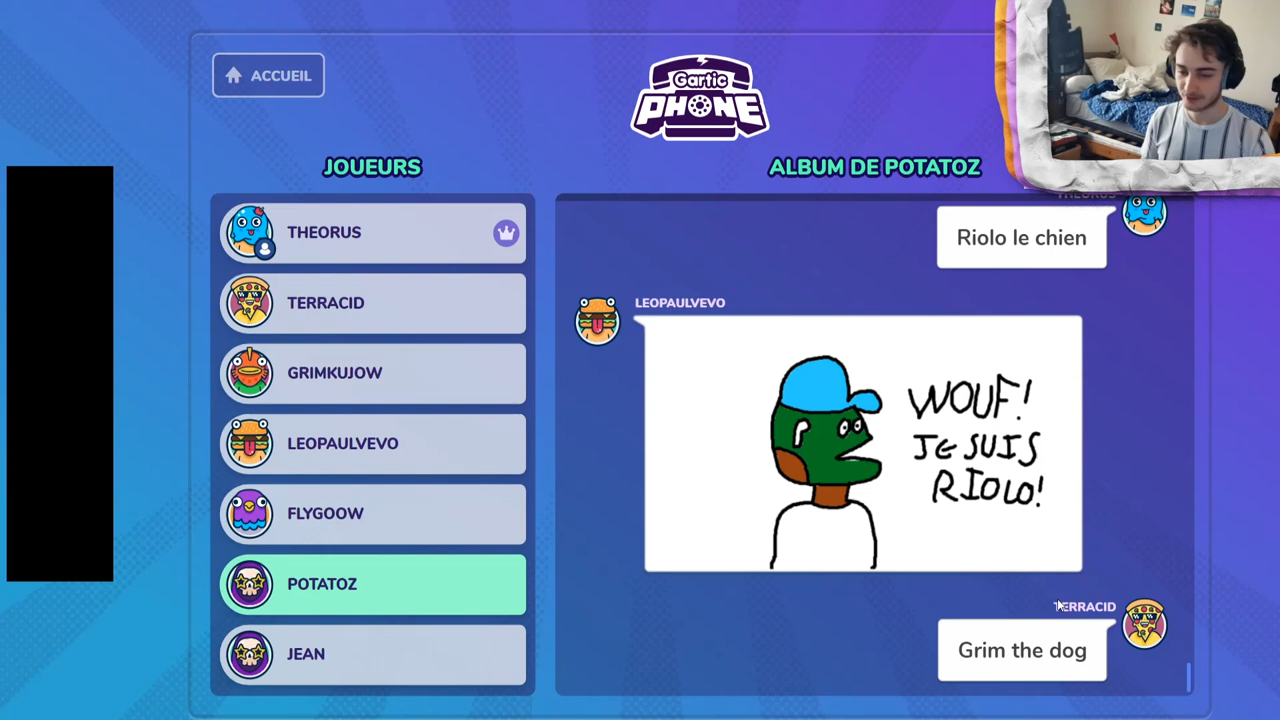 ACCUEIL
Gartic
PHONE
JOUEURS
ALBUM DE POTATOZ
THEORUS
TERRACID
GRIMKUJOW
LEOPAULVEVO
FLYGOOW
POTATOZ
JEAN
THEORUS
Riolo le chien
LEOPAULVEVO
WOUF!
JE SUIS
RIOLO!
TERRACID
Grim the dog